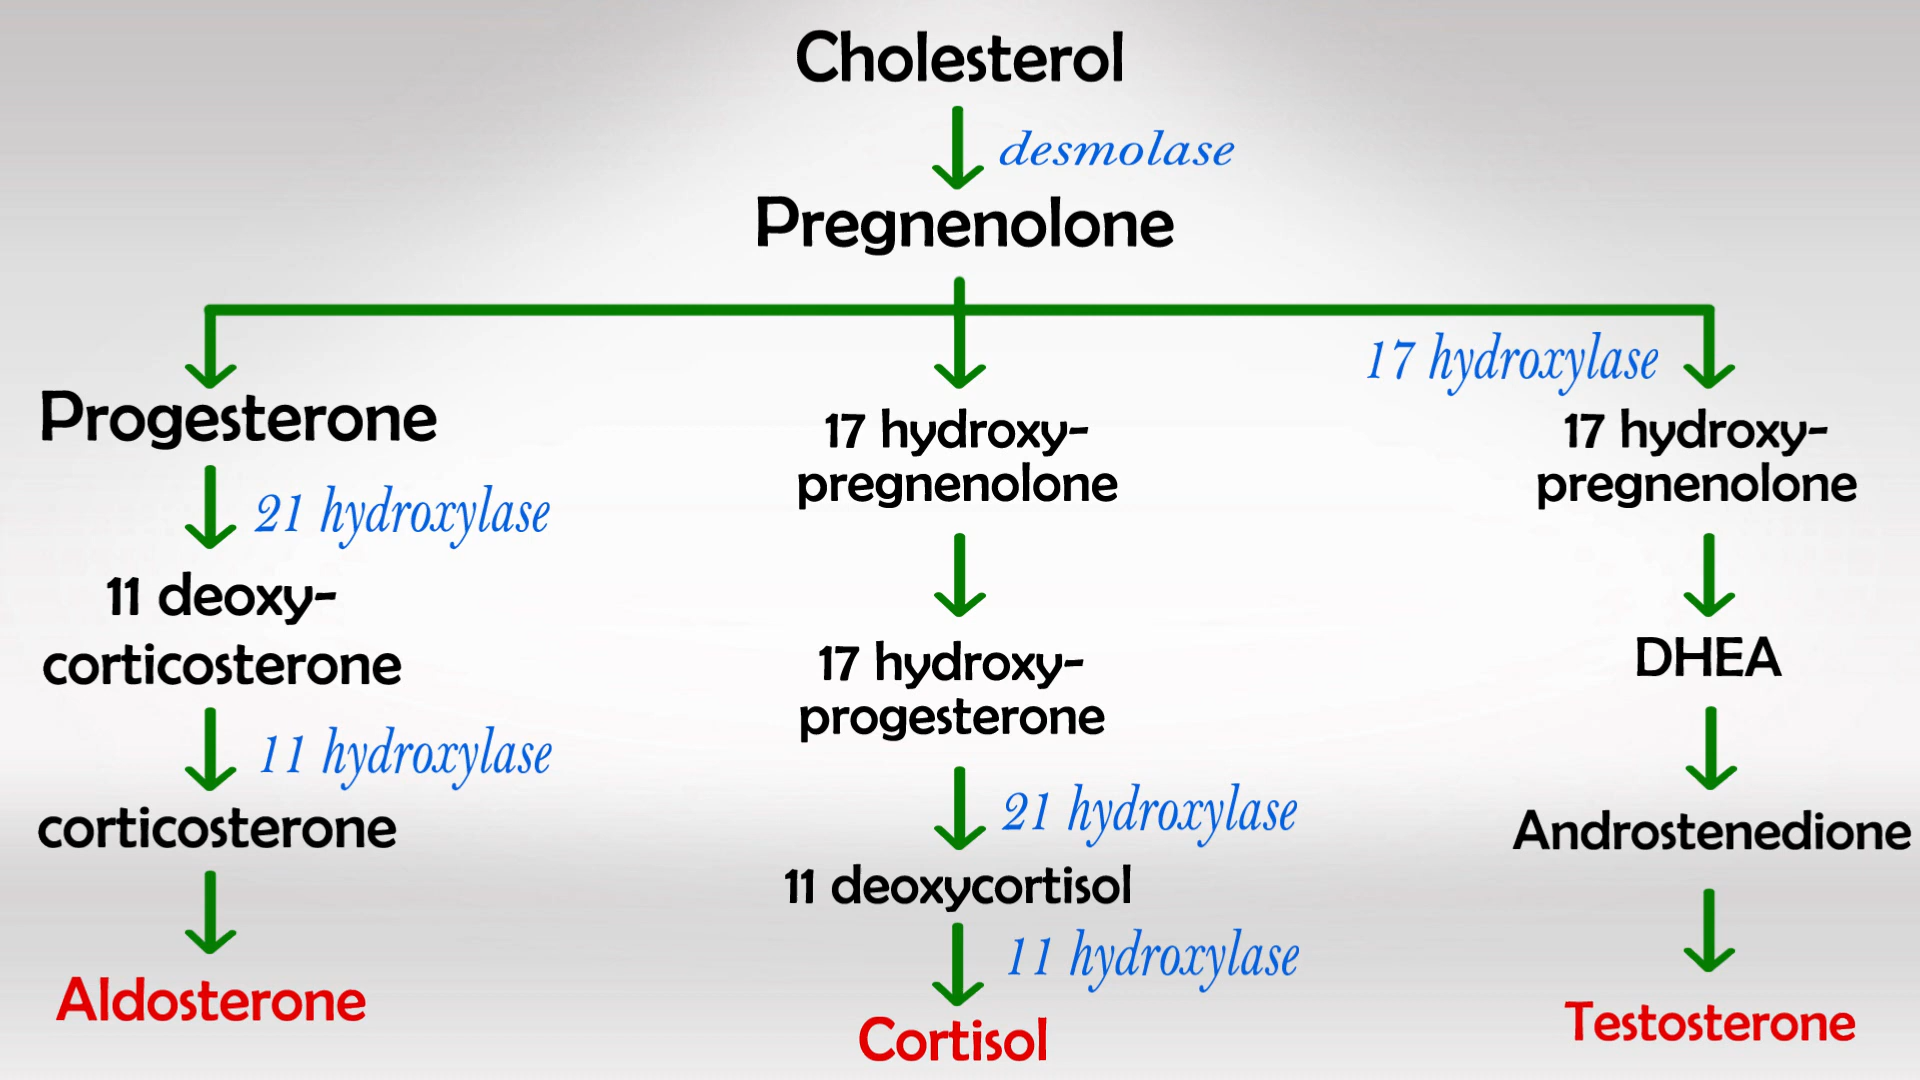 Cholesterol
desmolase
Pregnenolone
17 hydroxylase
Progesterone
17 hydroxy-
pregnenolone
17 hydroxy-
pregnenolone
21 hydroxylase
11 deoxy-
corticosterone
17 hydroxy-
progesterone
DHEA
11 hydroxylase
corticosterone
21 hydroxylase
Androstenedione
11 deoxycortisol
11 hydroxylase
Aldosterone
Cortisol
Testosterone